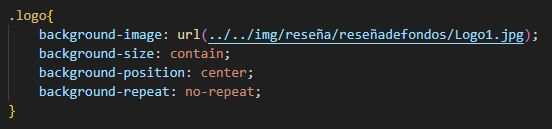 .logo{
background-image: url(../../img/reseña/reseñadefondos/Logo1.jpg);
background-size: contain;
background-position: center;
background-repeat: no-repeat;
}